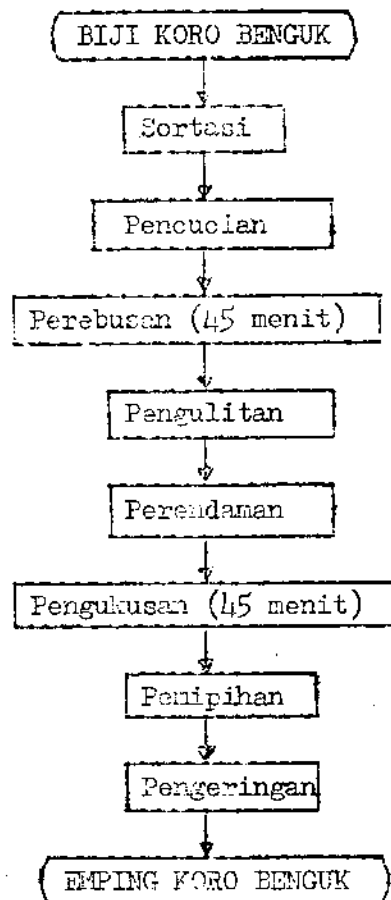 BIJI KORO BENGUK
Sortasi
Pencucian
Perebusan (45 menit)
Pengulitan
Perendaman
Pengukusan (45 menit)
Pemipihan
Pengeringan
EMPING KORO BENGUK